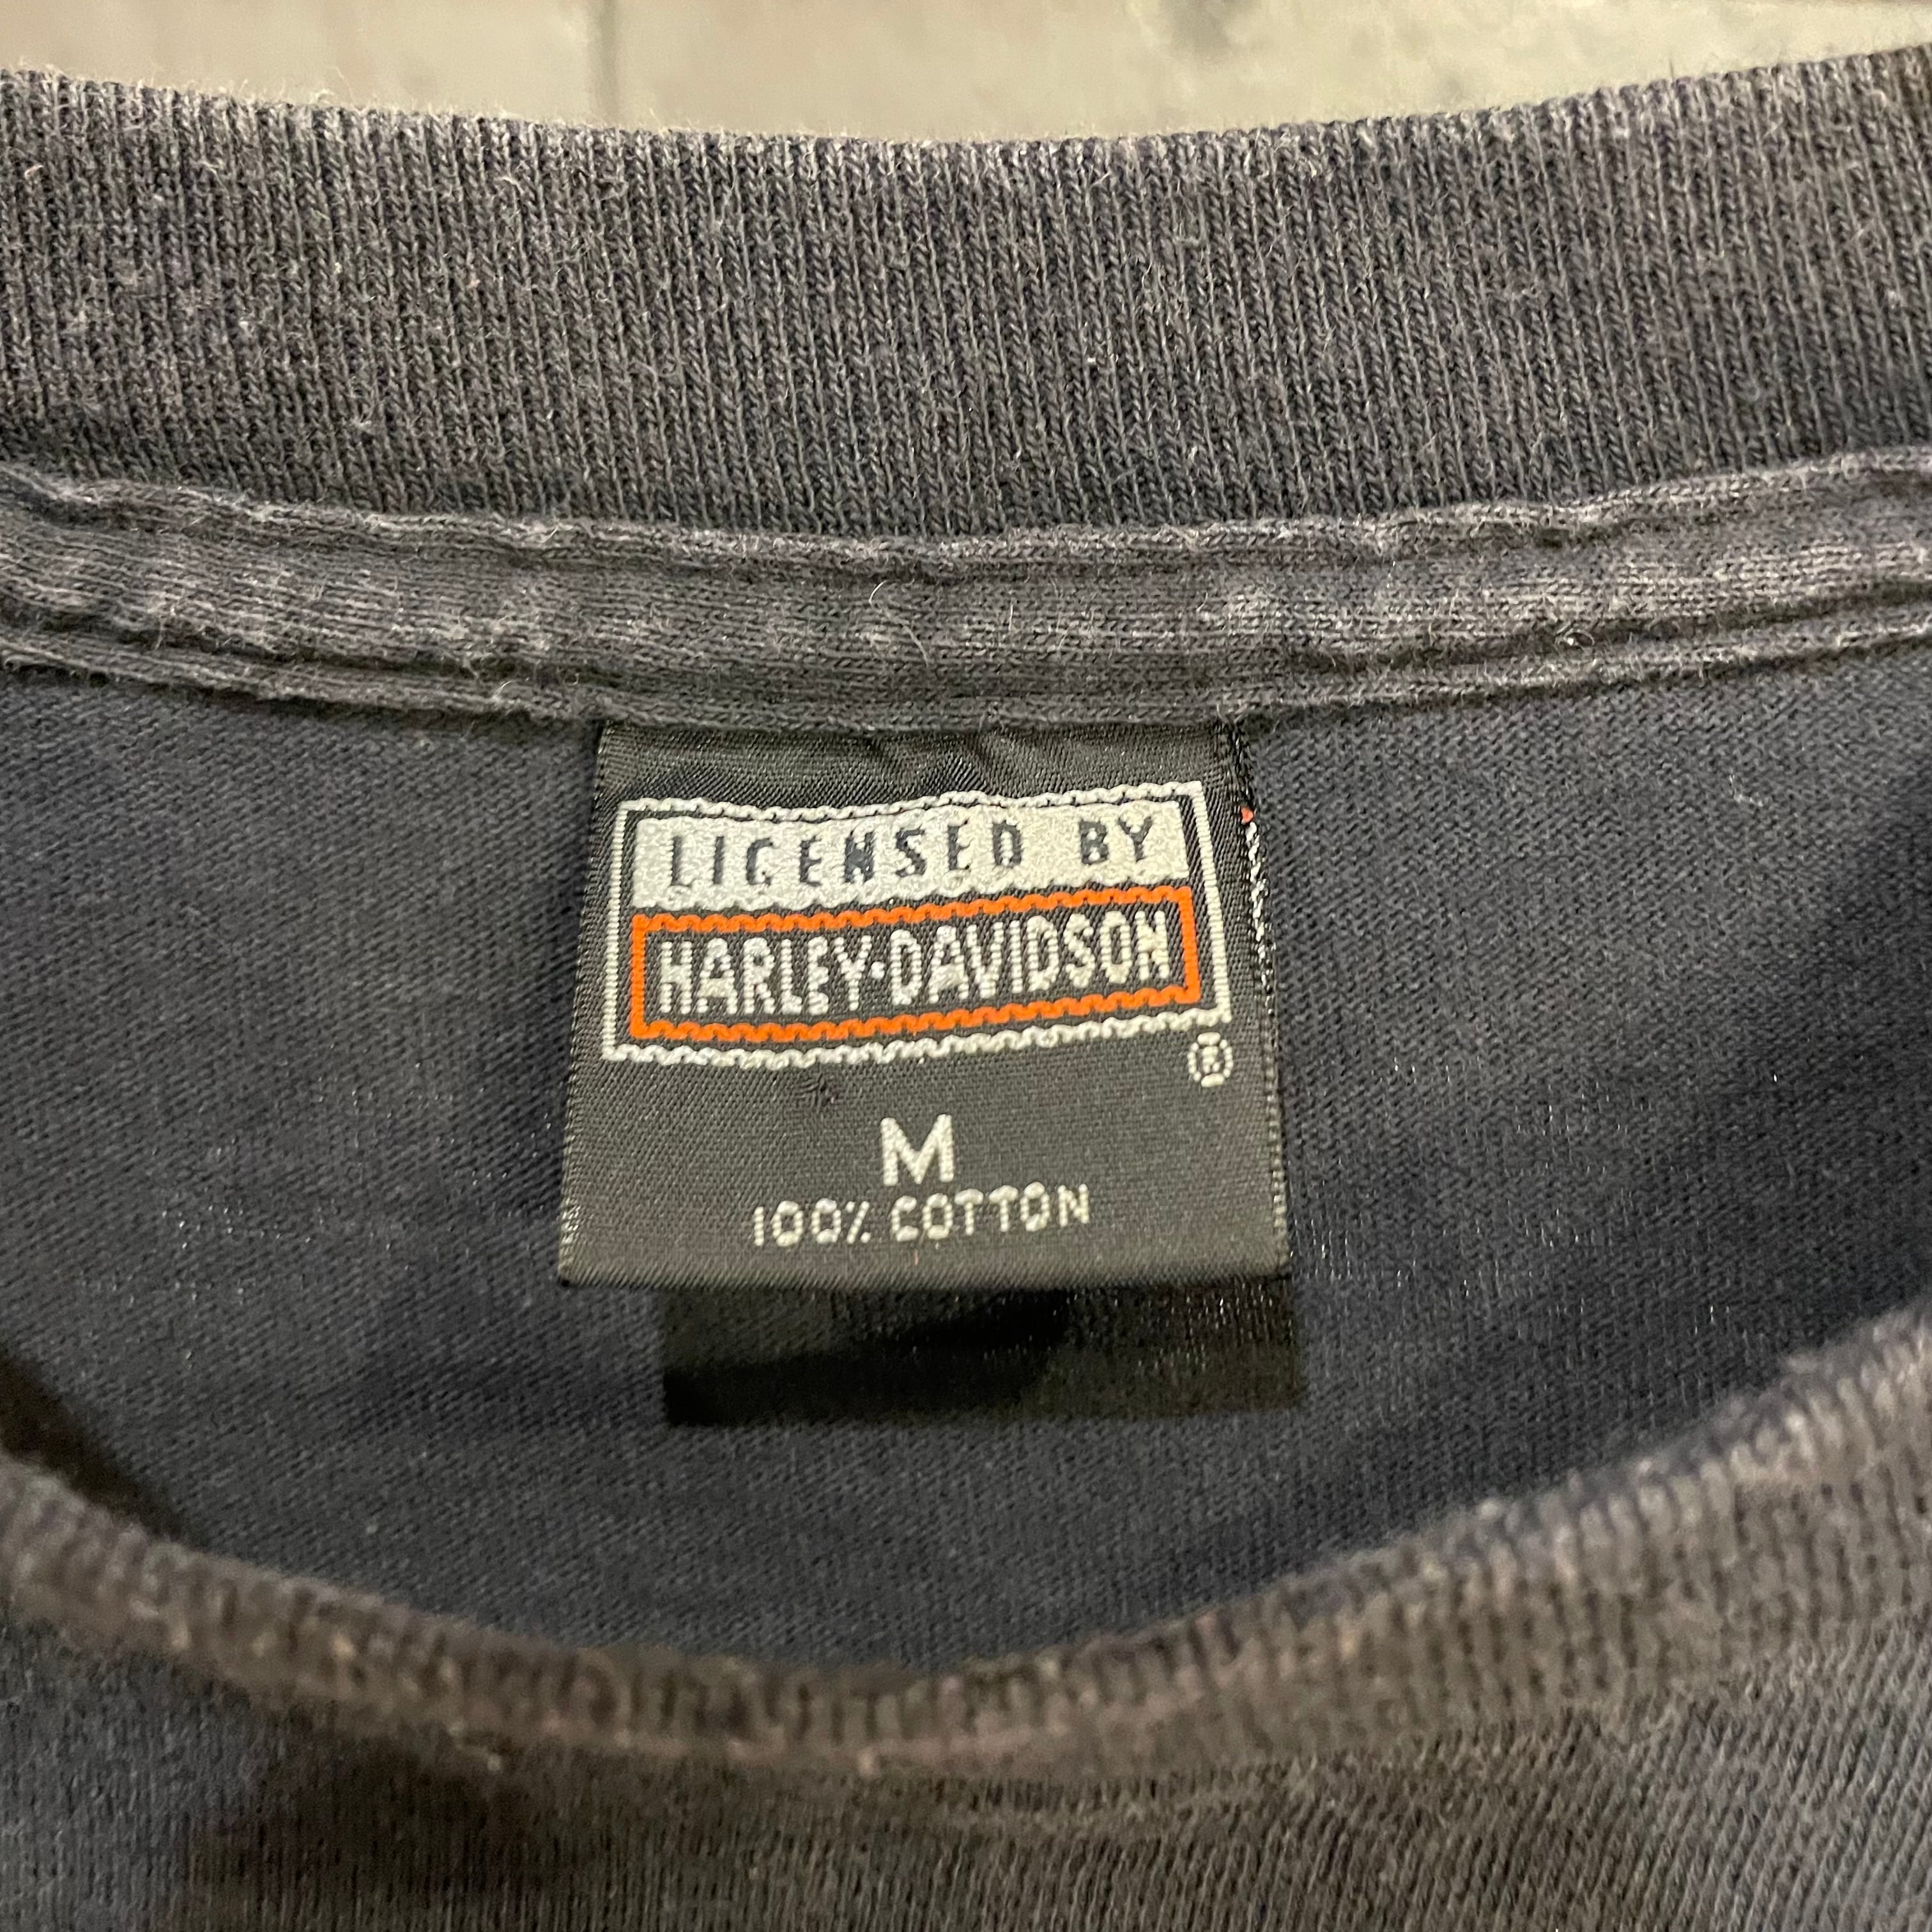 LICENSED BY
HARLEY-DAVIDSON
®
M
100% COTTON